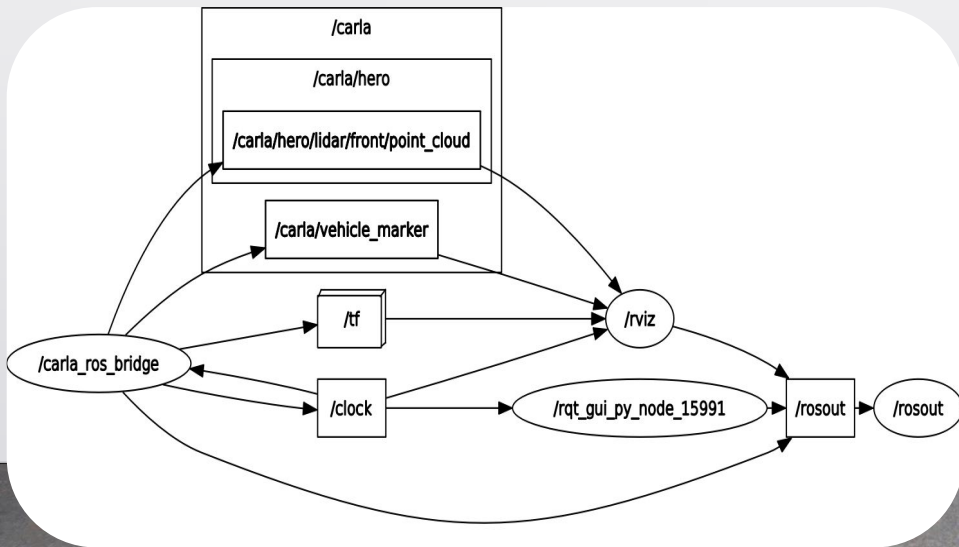 /carla
/carla/hero
/carla/hero/lidar/front/point_cloud
/carla/vehicle_marker
/tf
/rviz
/carla_ros_bridge
/clock
/rqt_gui_py_node_15991
/rosout
/rosout